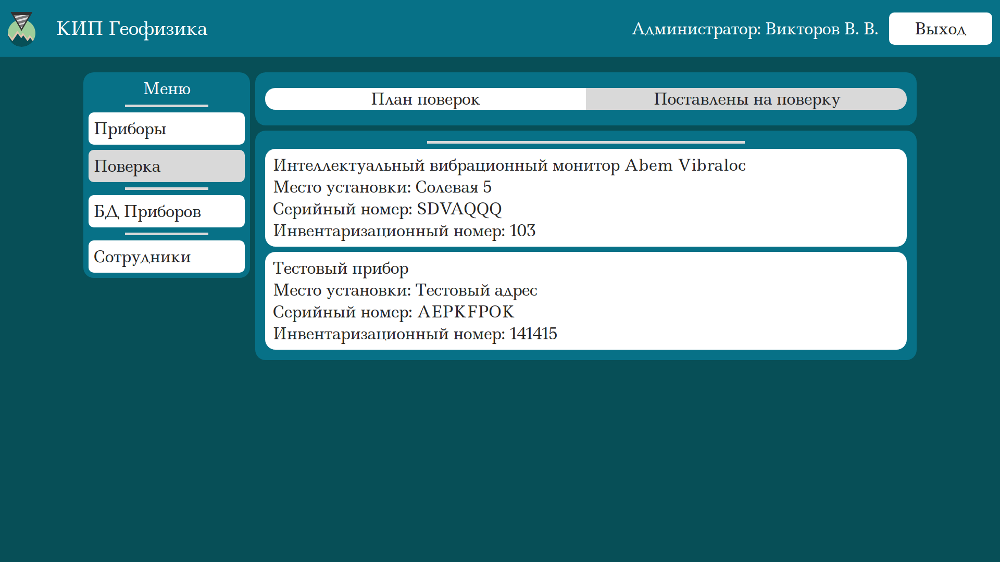 КИП Геофизика
Администратор: Викторов В. В.
Выход
Меню
Приборы
Поверка
БД Приборов
Сотрудники
План поверок
Поставлены на поверку
Интеллектуальный вибрационный монитор Abem Vibraloc
Место установки: Солевая 5
Серийный номер: SDVAQQQ
Инвентаризационный номер: 103
Тестовый прибор
Место установки: Тестовый адрес
Серийный номер: AEPKFPOK
Инвентаризационный номер: 141415